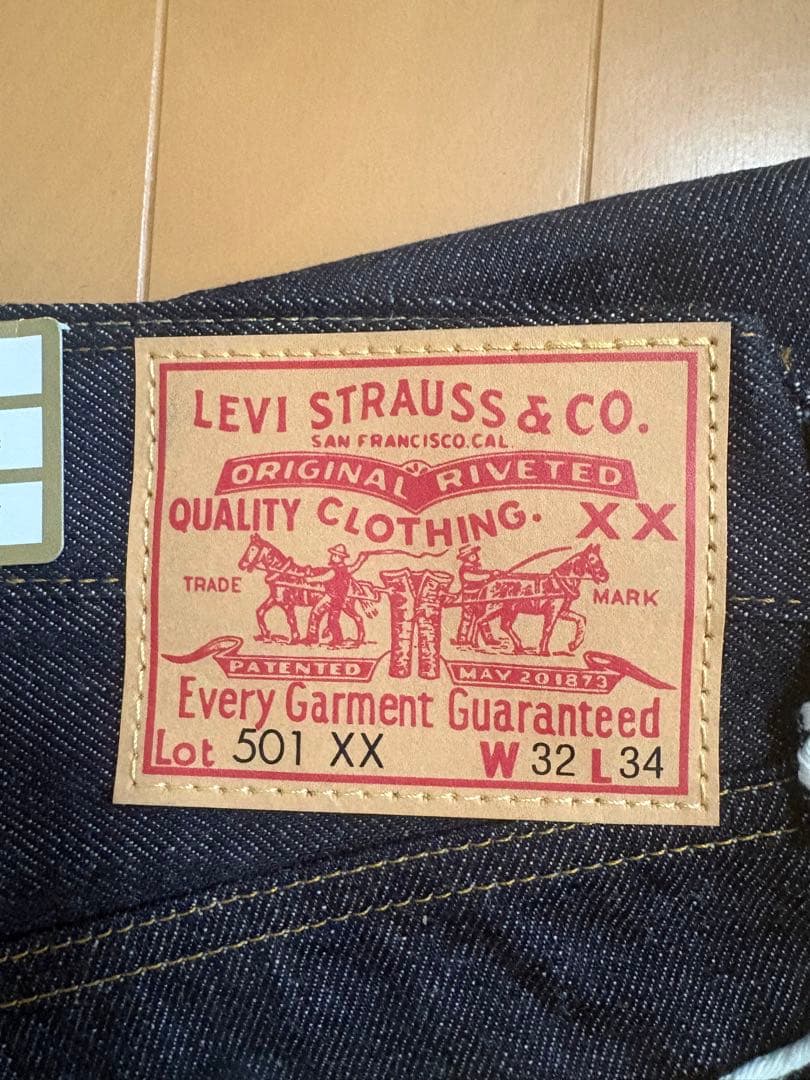 LEVI STRAUSS & CO.
SAN FRANCISCO, CAL.
ORIGINAL RIVETED
QUALITY CLOTHING. XX
TRADE MARK
PATENTED MAY 20 1873
Every Garment Guaranteed
Lot 501 XX W 32 L 34